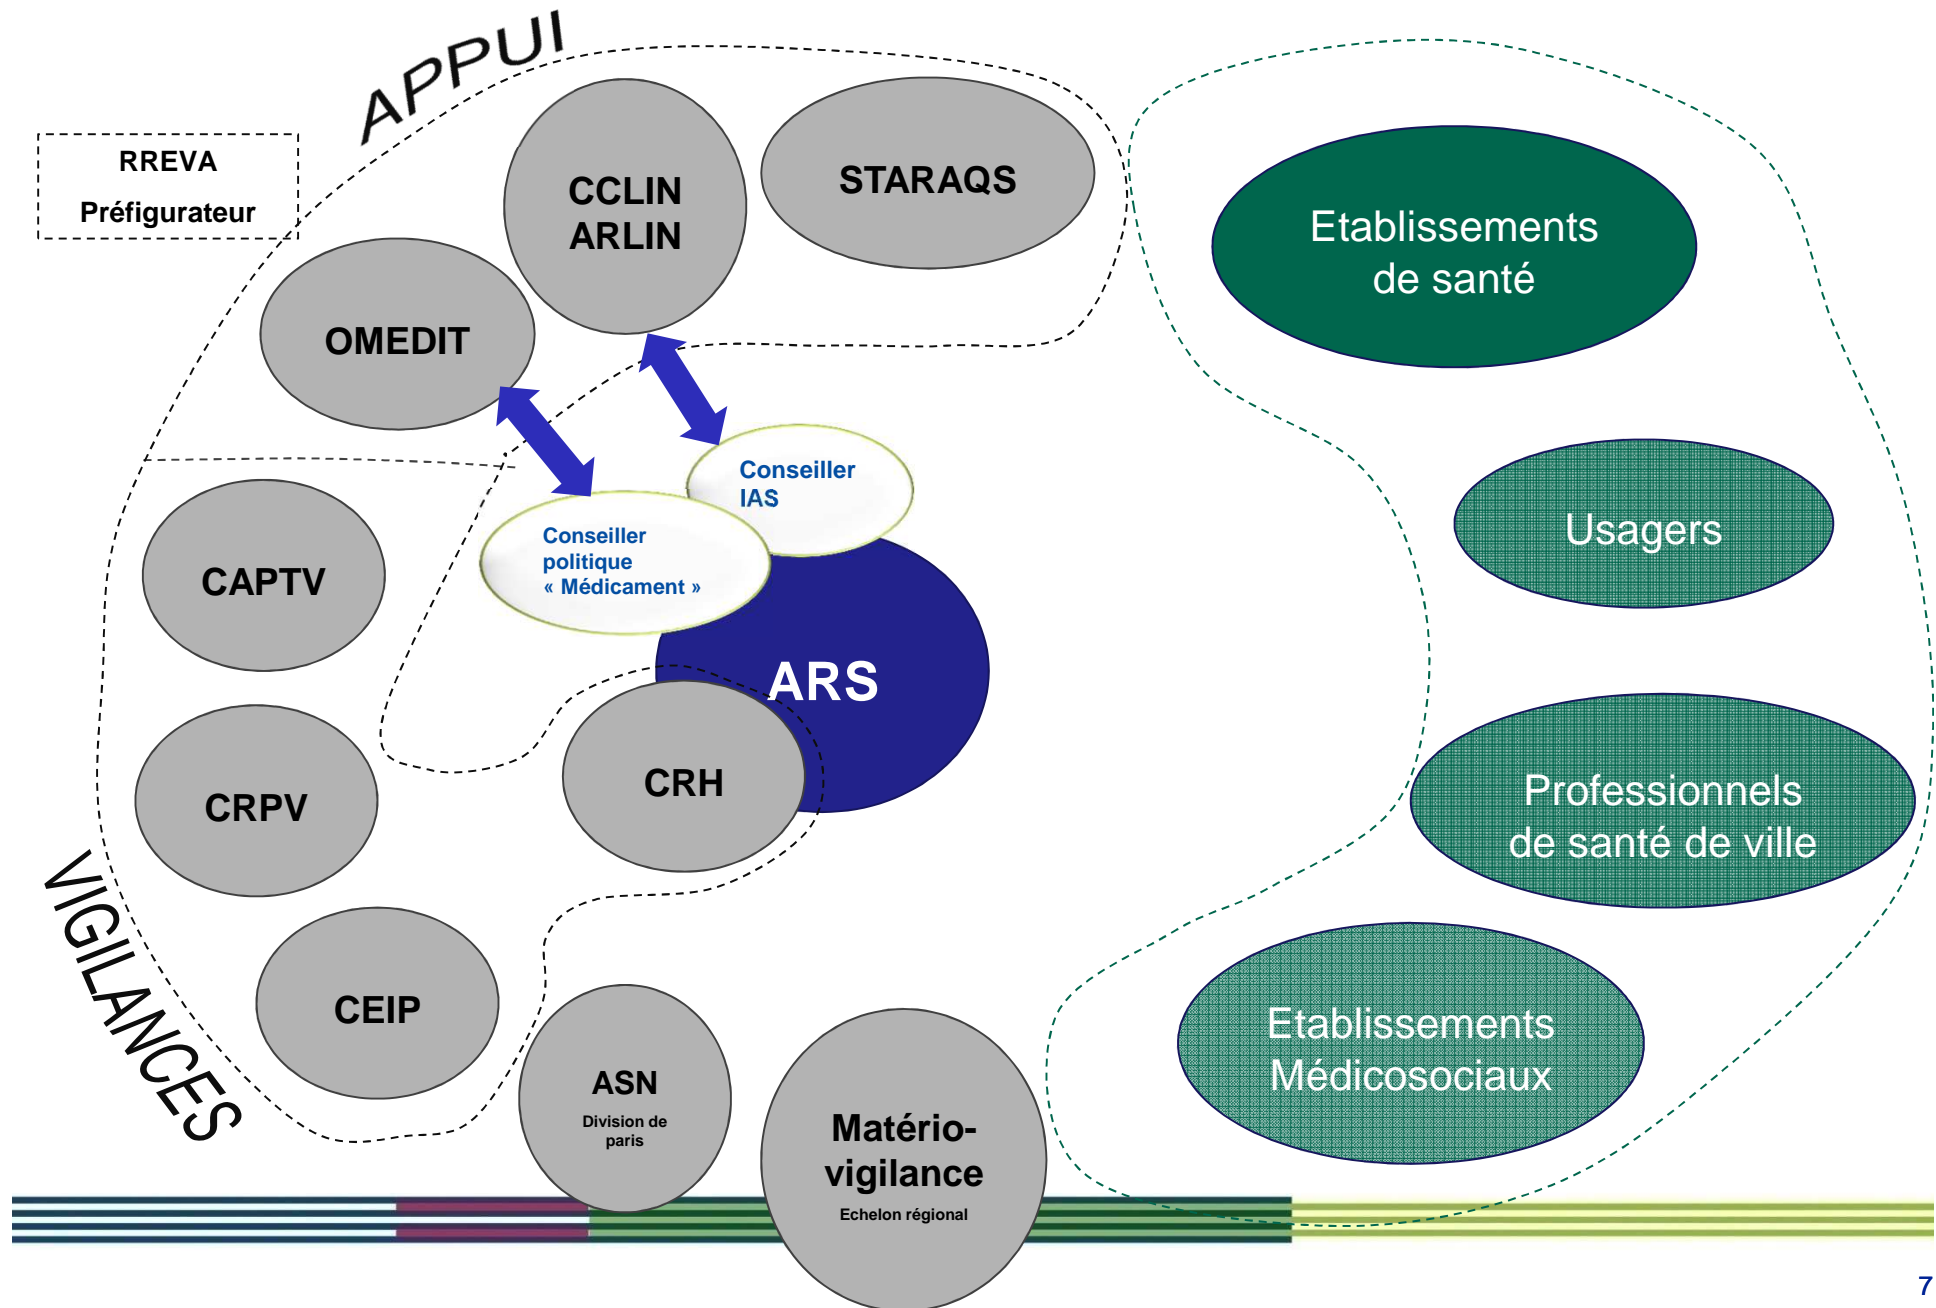 APPUI
RREVA
Préfigurateur
CCLIN
ARLIN
STARAQS
OMEDIT
Etablissements
de santé
Conseiller
IAS
Conseiller
politique
« Médicament »
Usagers
CAPTV
ARS
CRPV
CRH
Professionnels
de santé de ville
VIGILANCES
CEIP
ASN
Division de
paris
Matério-
vigilance
Echelon régional
Etablissements
Médicosociaux
7